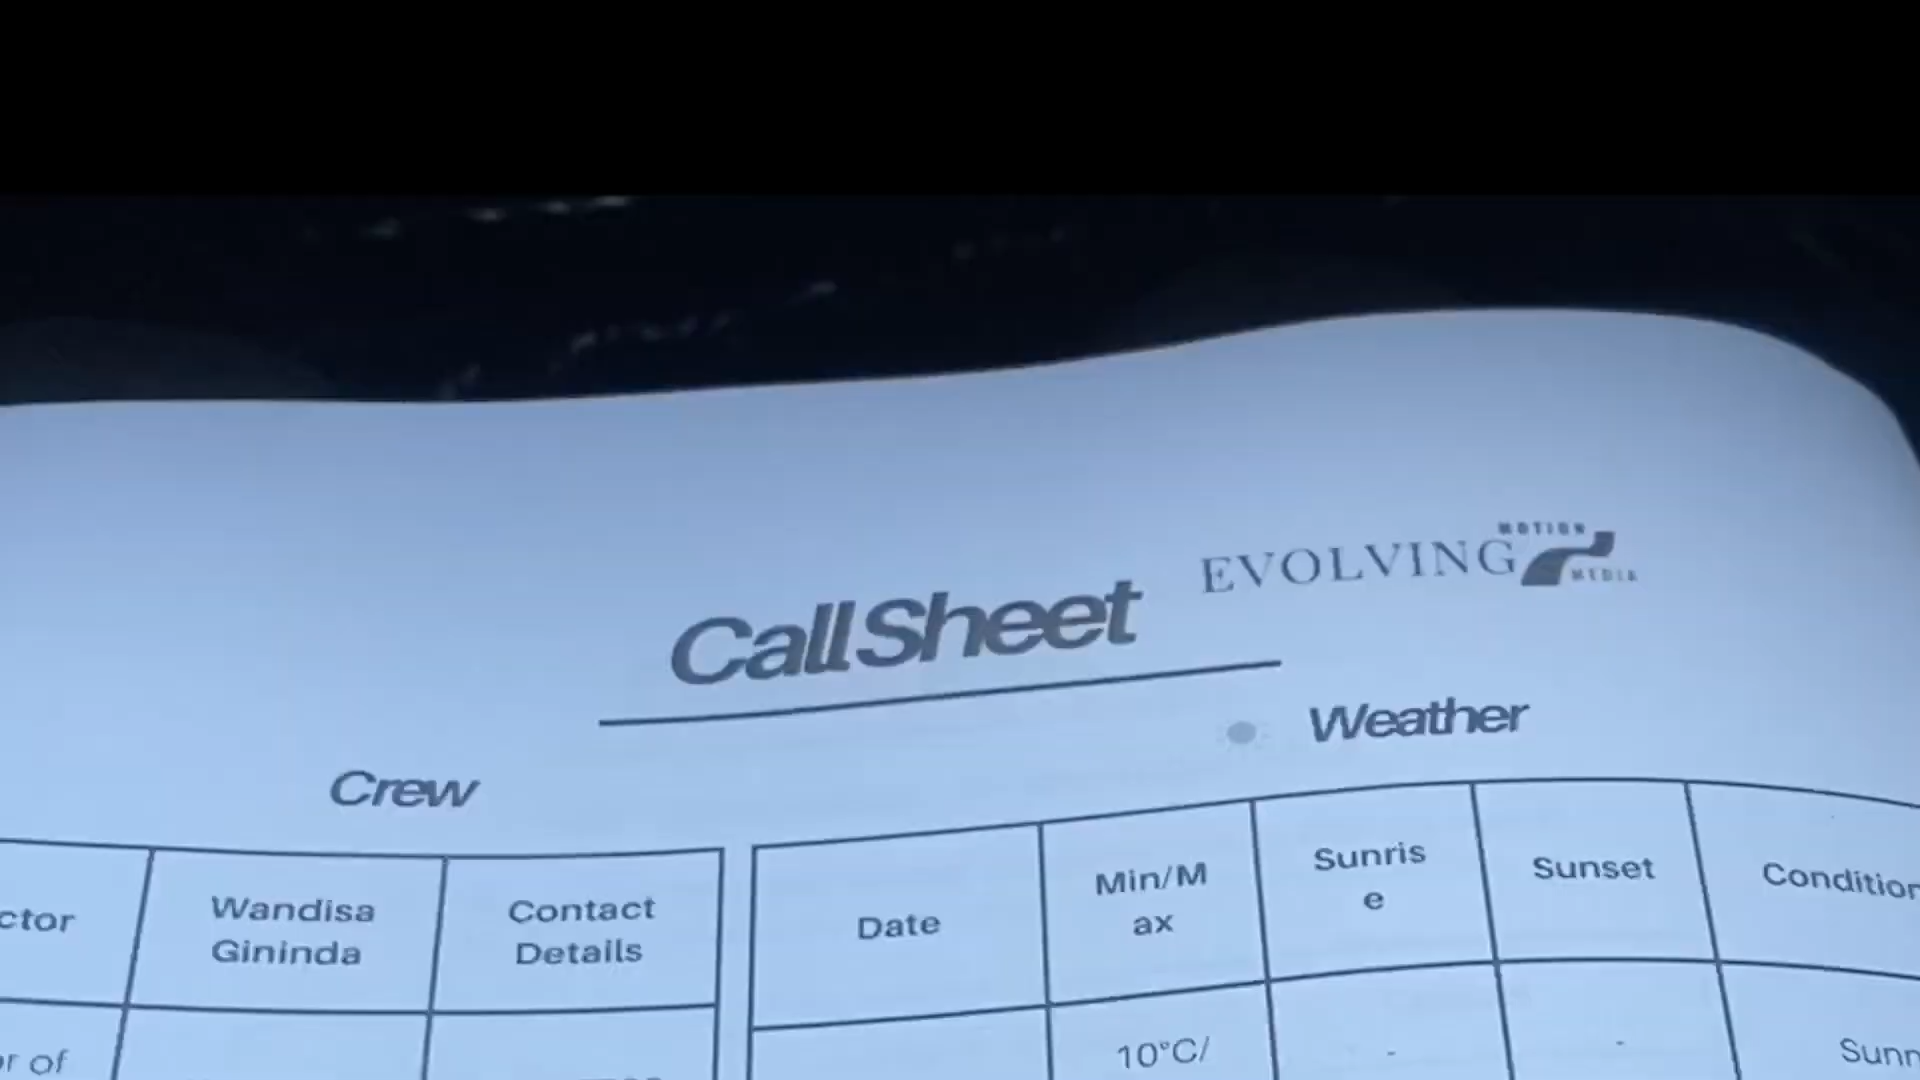 MOTION
EVOLVING
MEDIA
Call Sheet
Weather
Crew
ctor
Wandisa
Gininda
Contact
Details
Date
Min/M
ax
Sunris
e
Sunset
Condition
or of
10°C/
-
-
Sunn